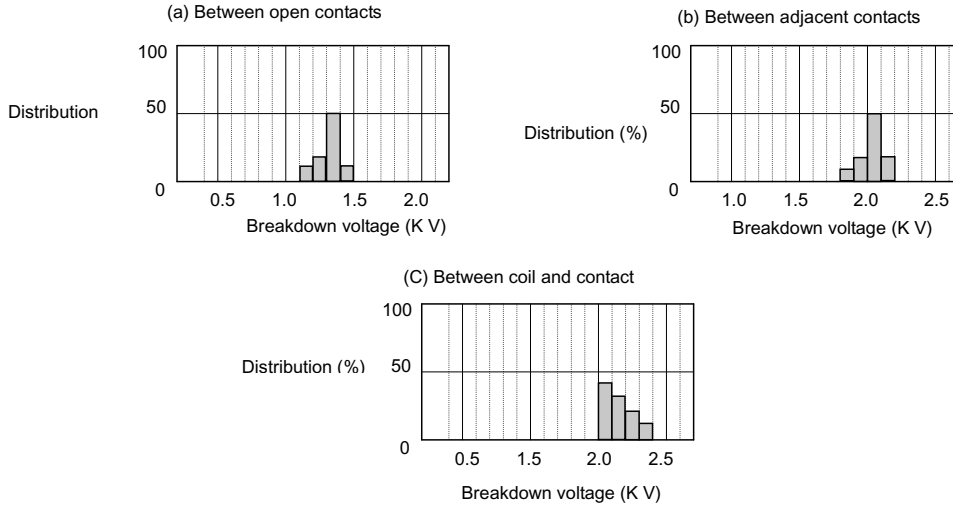 (a) Between open contacts
100
Distribution
50
0
0.5 1.0 1.5 2.0
Breakdown voltage (K V)
(b) Between adjacent contacts
100
50
Distribution (%)
0
1.0 1.5 2.0 2.5
Breakdown voltage (K V)
(C) Between coil and contact
100
Distribution (%)
50
0
0.5 1.5 2.0 2.5
Breakdown voltage (K V)